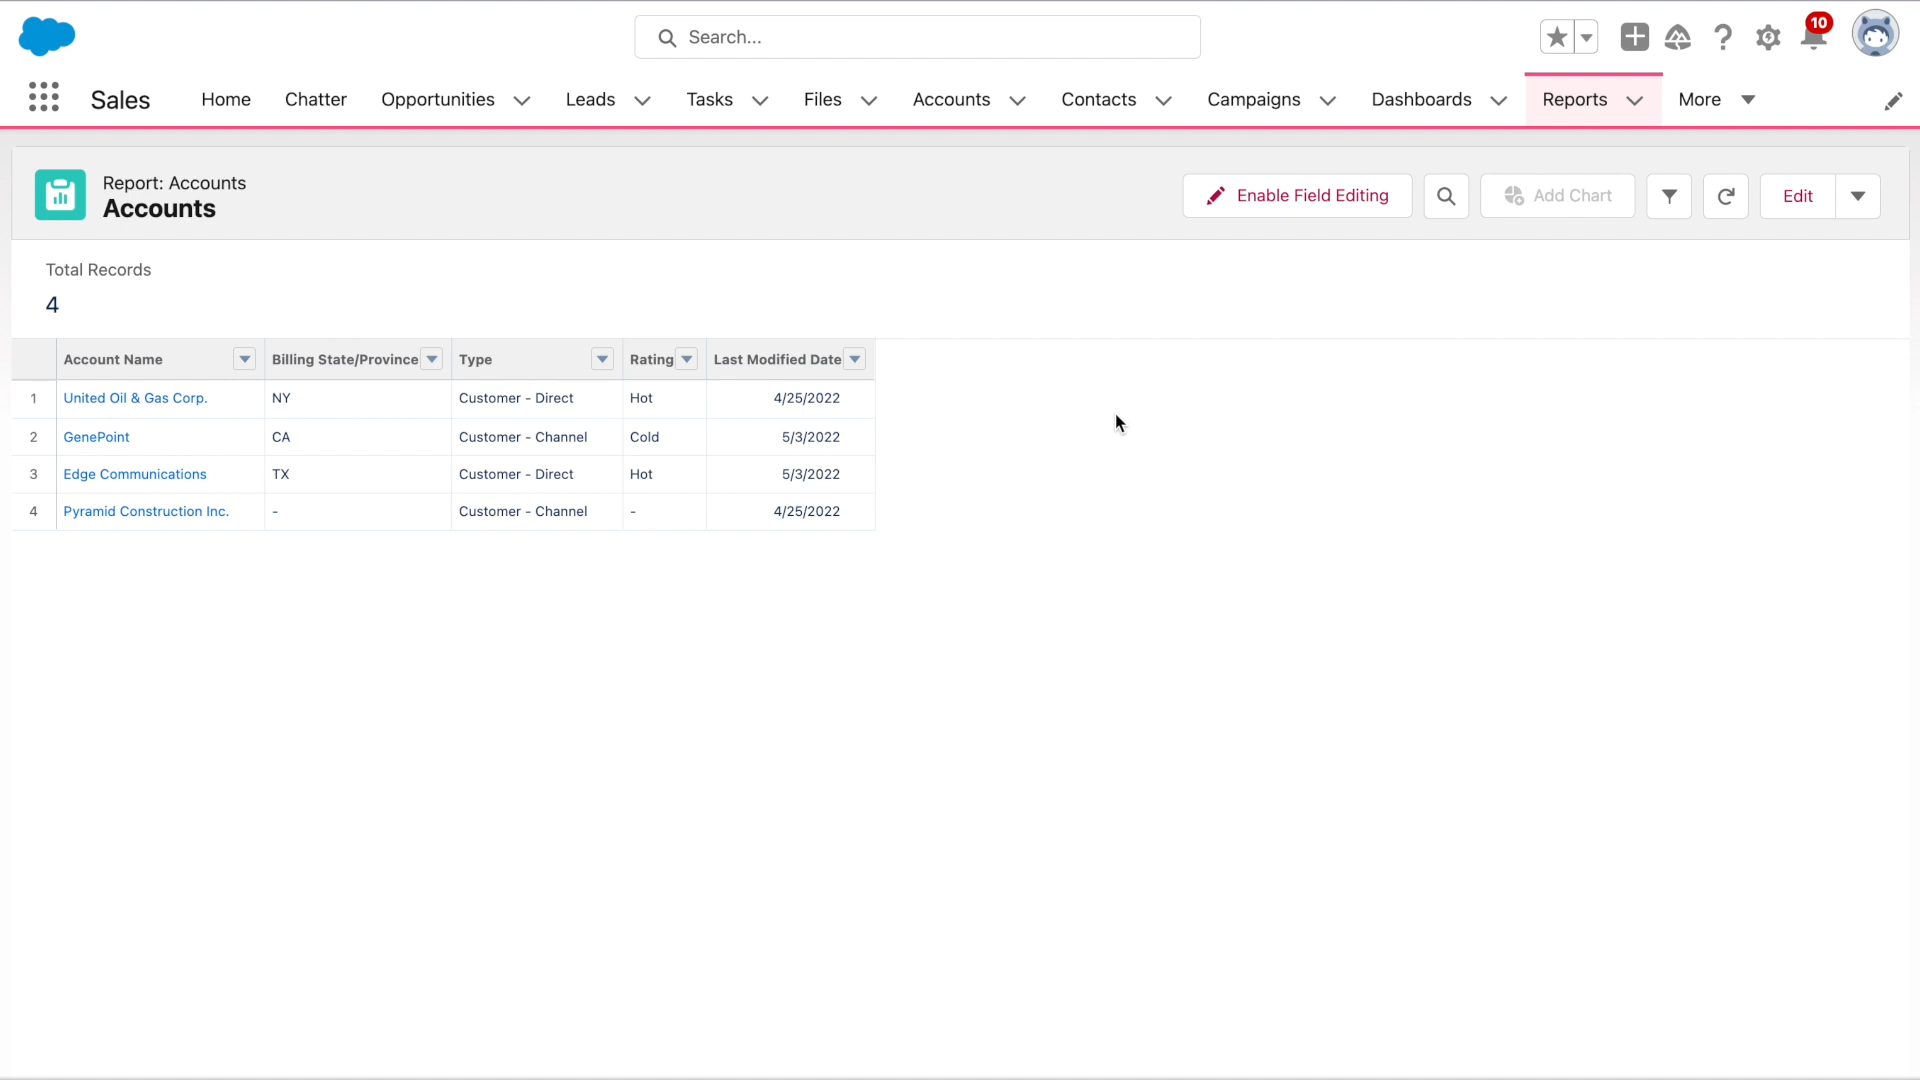 Search...
10
Sales Home Chatter Opportunities Leads Tasks Files Accounts Contacts Campaigns Dashboards Reports More
Report: Accounts
Accounts
Enable Field Editing Add Chart Edit
Total Records
4
Account Name Billing State/Province Type Rating Last Modified Date
1 United Oil & Gas Corp. NY Customer - Direct Hot 4/25/2022
2 GenePoint CA Customer - Channel Cold 5/3/2022
3 Edge Communications TX Customer - Direct Hot 5/3/2022
4 Pyramid Construction Inc. - Customer - Channel - 4/25/2022